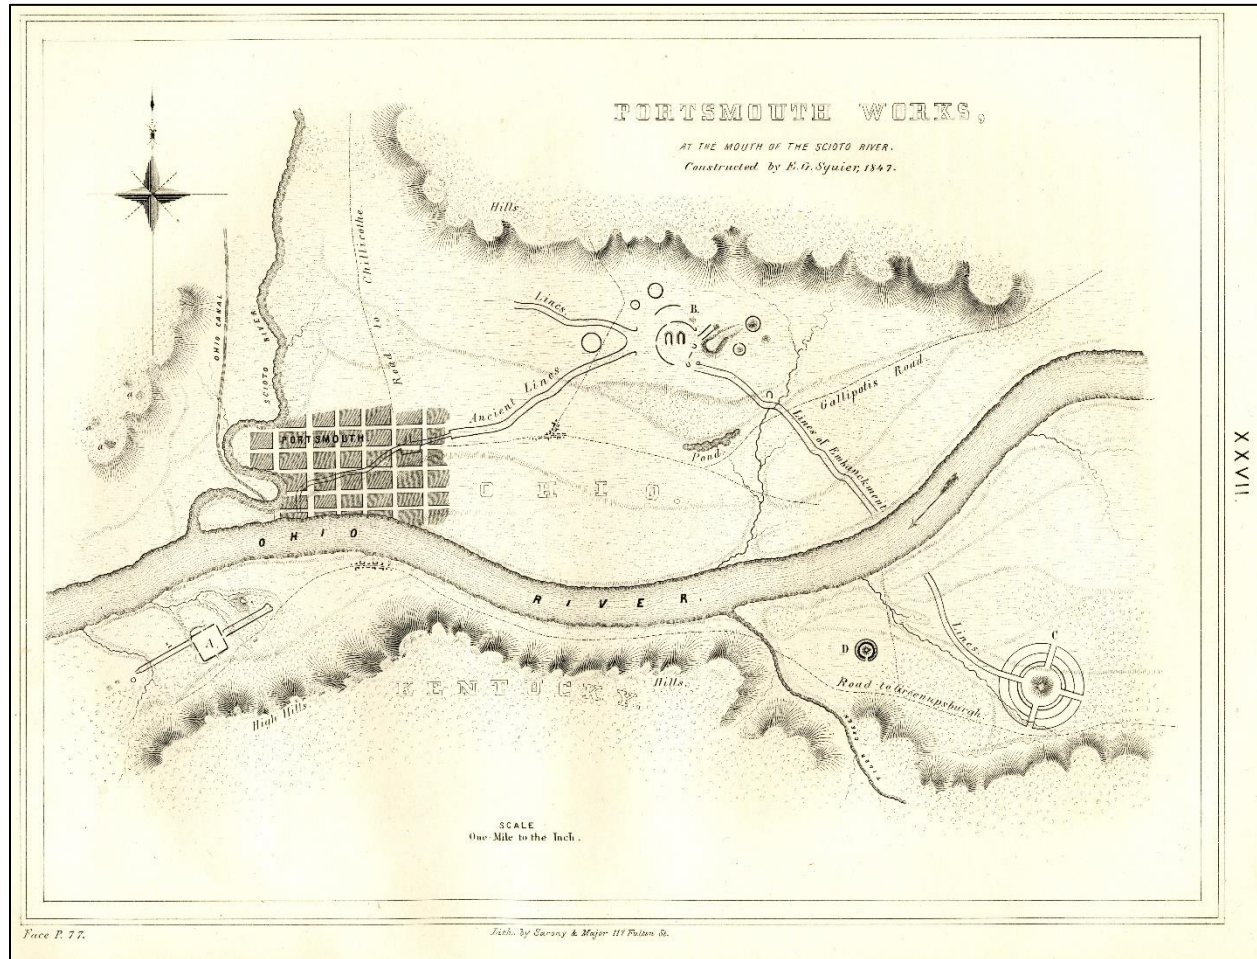 PORTSMOUTH WORKS,
AT THE MOUTH OF THE SCIOTO RIVER.
Constructed by E. G. Squier, 1847.
Hills
Road to Chillicothe
Lines
B.
OHIO CANAL
SCIOTO RIVER
Ancient Lines
Gallipolis Road.
PORTSMOUTH
Pond
Lines of Embanckment
XXVII.
a
a
a
OHIO.
OHIO
RIVER.
A
Lines
C
D
Road to Greenupsburgh
KENTUCKY.
Hills.
High Hills
TYGER CREEK
SCALE
One Mile to the Inch.
Face P. 77.
Lith. by Sarony & Major 117 Fulton St.